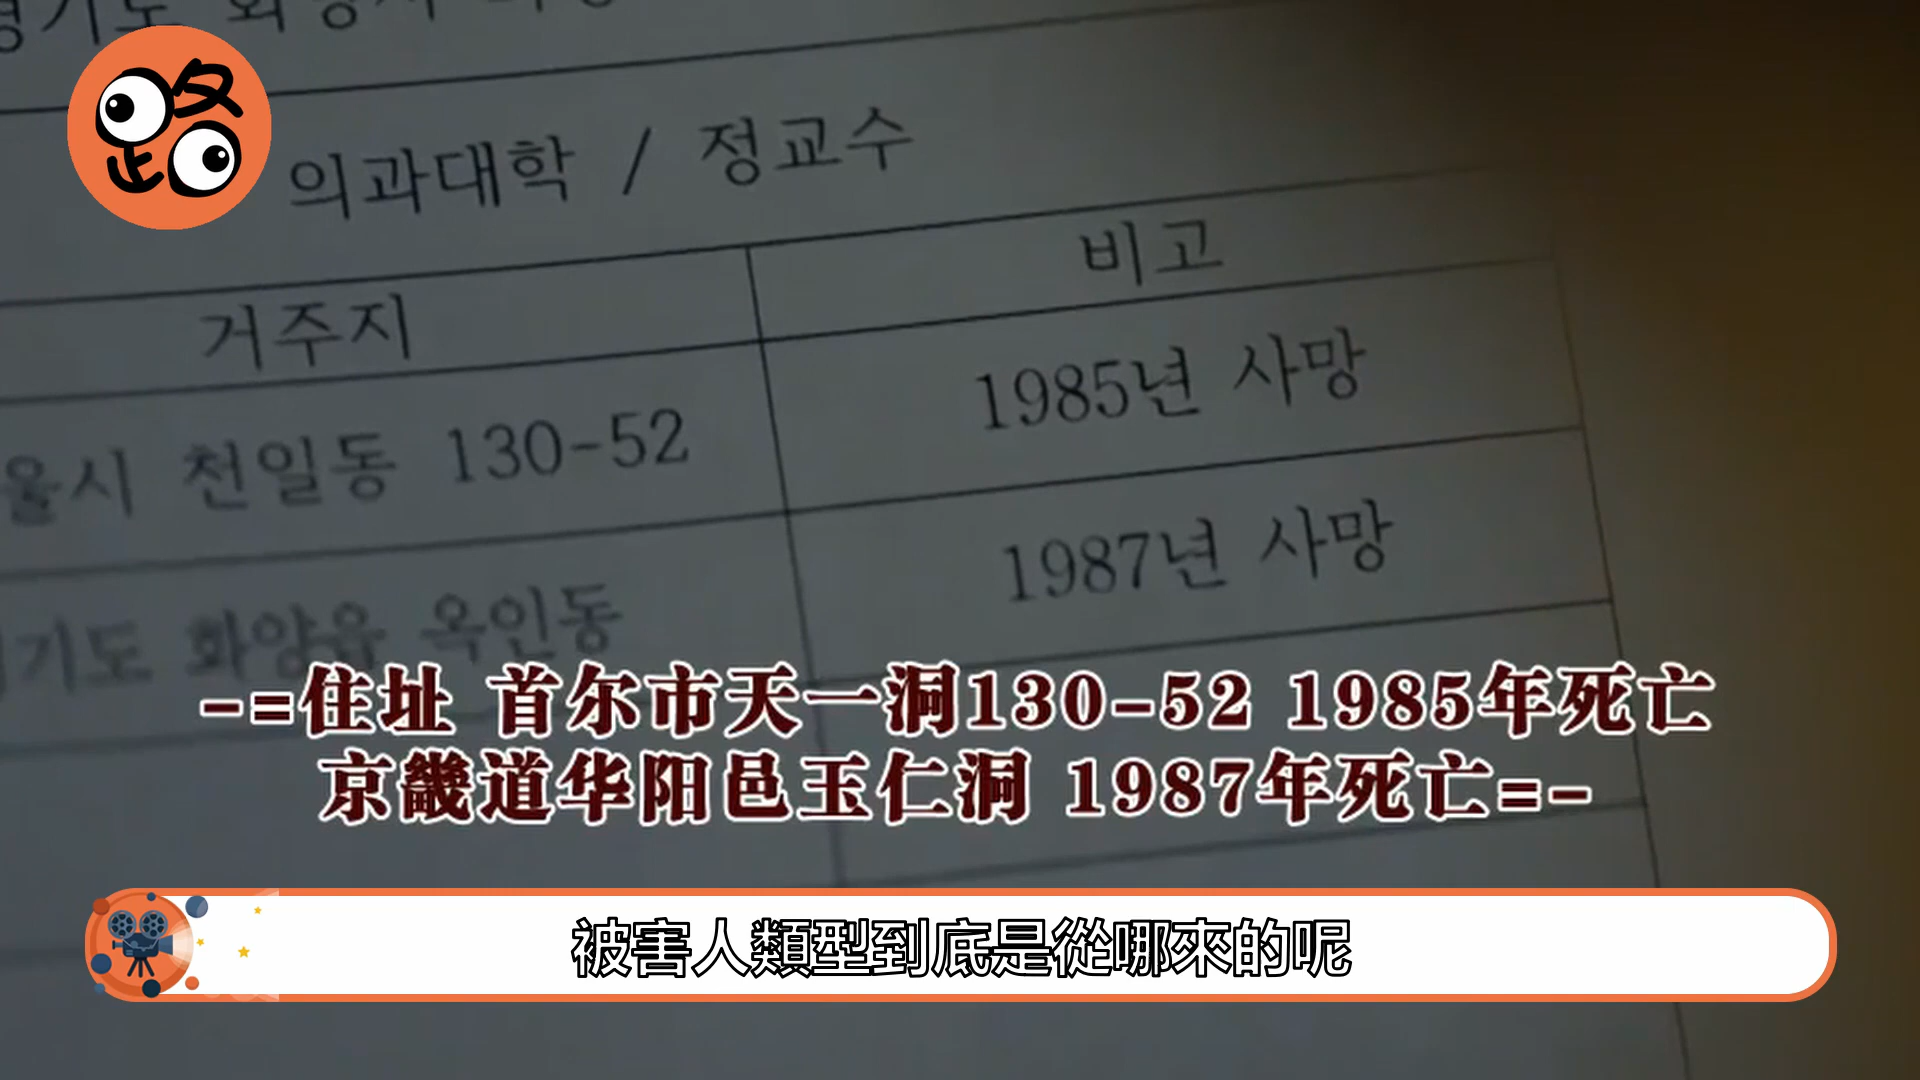 路
의과대학 / 정교수
거주지 비고
울시 천일동 130-52 1985년 사망
기도 화양읍 옥인동 1987년 사망
-=住址 首尔市天一洞130-52 1985年死亡
京畿道华阳邑玉仁洞 1987年死亡=-
被害人類型到底是從哪來的呢